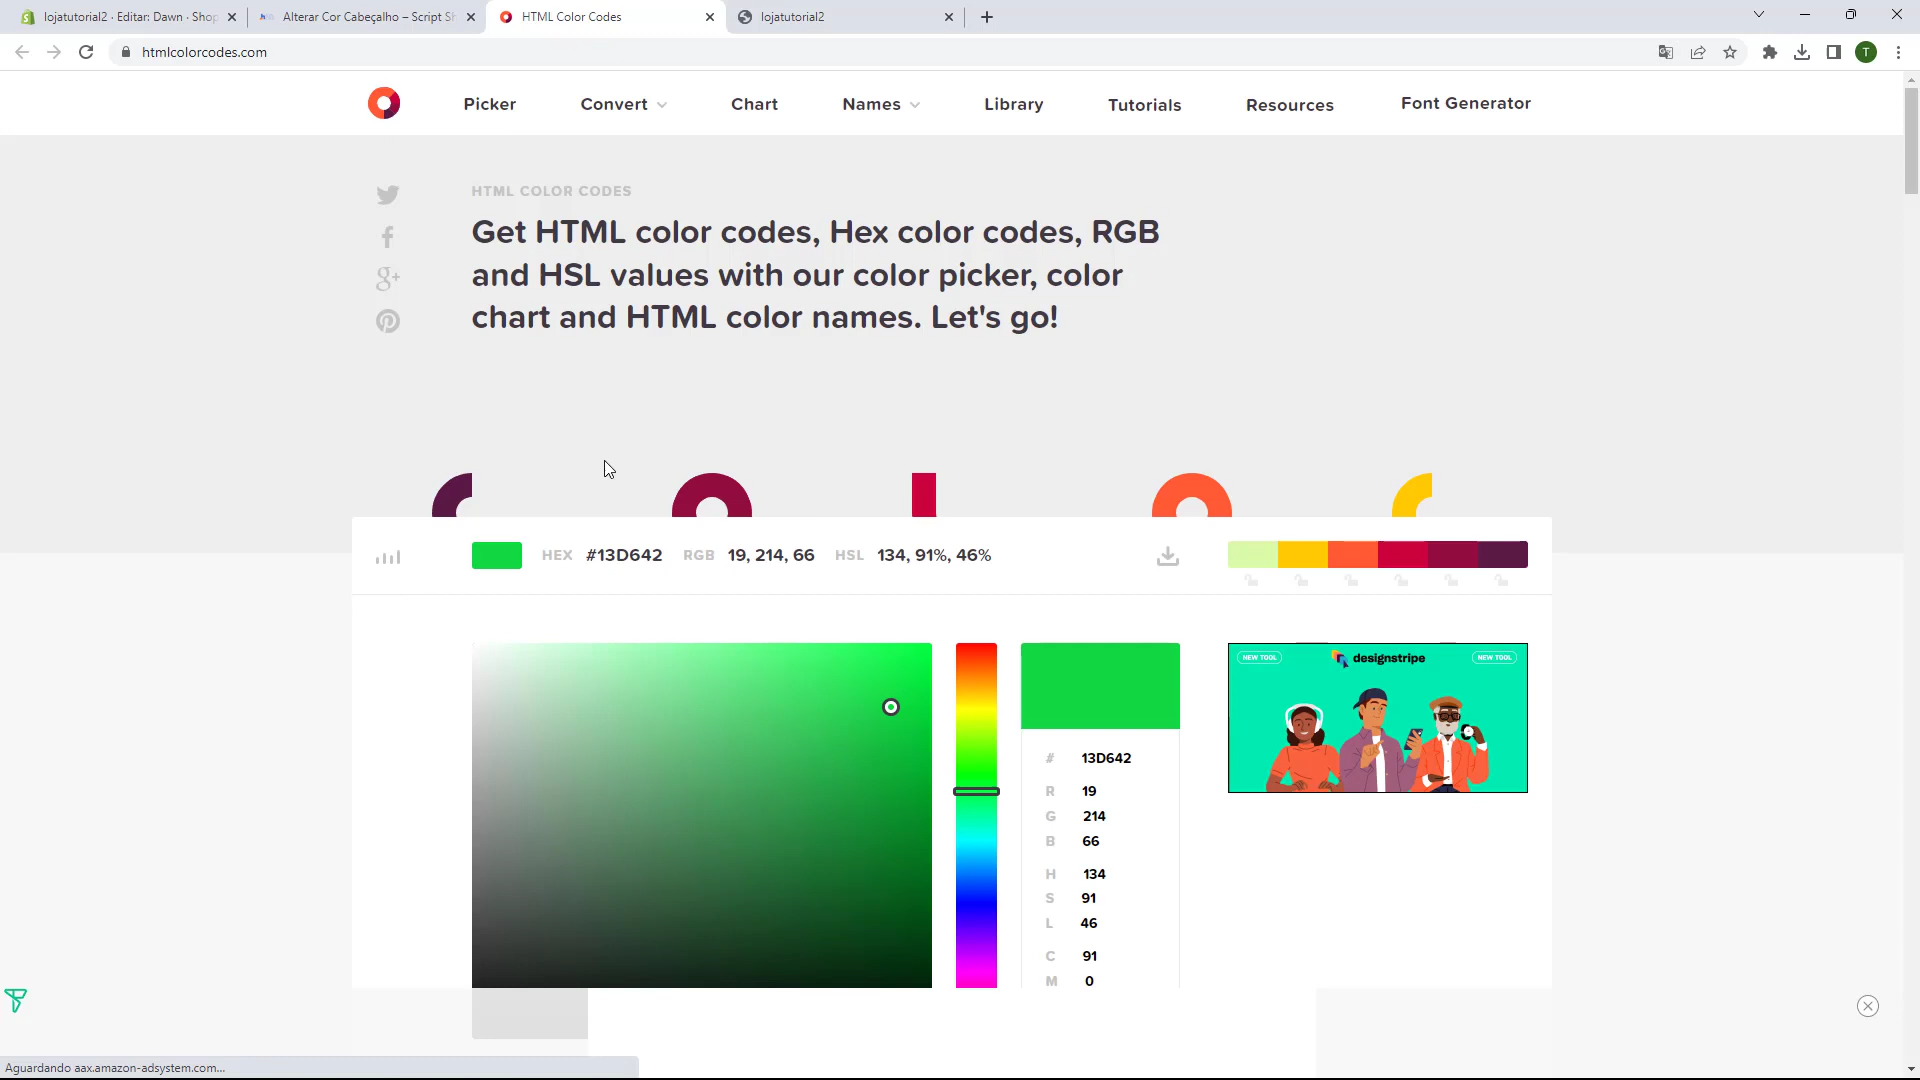 lojatutorial2 · Editar: Dawn · Shop
Alterar Cor Cabeçalho – Script Sh
HTML Color Codes
lojatutorial2
htmlcolorcodes.com
T
Picker
Convert
Chart
Names
Library
Tutorials
Resources
Font Generator
HTML COLOR CODES
Get HTML color codes, Hex color codes, RGB
and HSL values with our color picker, color
chart and HTML color names. Let's go!
HEX #13D642 RGB 19, 214, 66 HSL 134, 91%, 46%
NEW TOOL designstripe NEW TOOL
# 13D642
R 19
G 214
B 66
H 134
S 91
L 46
C 91
M 0
Aguardando aax.amazon-adsystem.com...